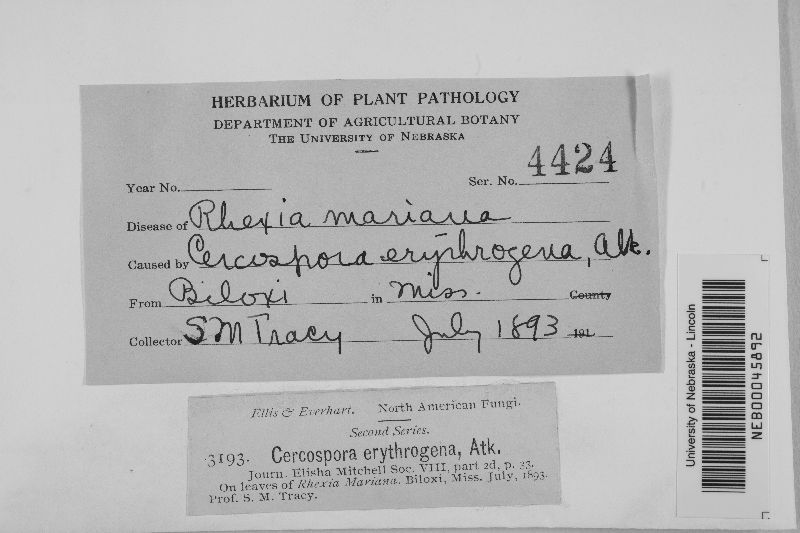 HERBARIUM OF PLANT PATHOLOGY
DEPARTMENT OF AGRICULTURAL BOTANY
THE UNIVERSITY OF NEBRASKA
Year No. Ser. No. 4424
Disease of Rhexia mariana
Caused by Cercospora erythrogena, Atk.
From Biloxi in Miss. County
Collector S M Tracy July 1893 191
Ellis & Everhart. North American Fungi.
Second Series.
3193. Cercospora erythrogena, Atk.
Journ. Elisha Mitchell Soc. VIII, part 2d, p. 23.
On leaves of Rhexia Mariana. Biloxi, Miss. July, 1893.
Prof. S. M. Tracy.
University of Nebraska - Lincoln
NEB00045892